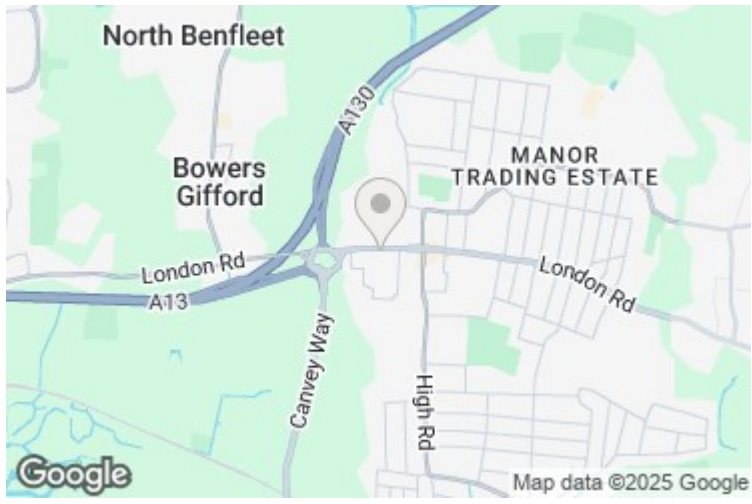 North Benfleet
A130
Bowers
Gifford
MANOR
TRADING ESTATE
London Rd
A13
London Rd
Canvey Way
High Rd
Google
Map data ©2025 Google